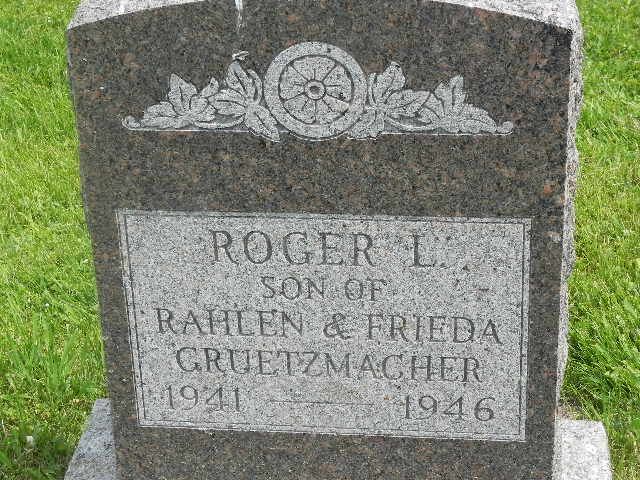 ROGER L.
SON OF
RAHLEN & FRIEDA
GRUETZMACHER
1941 — 1946